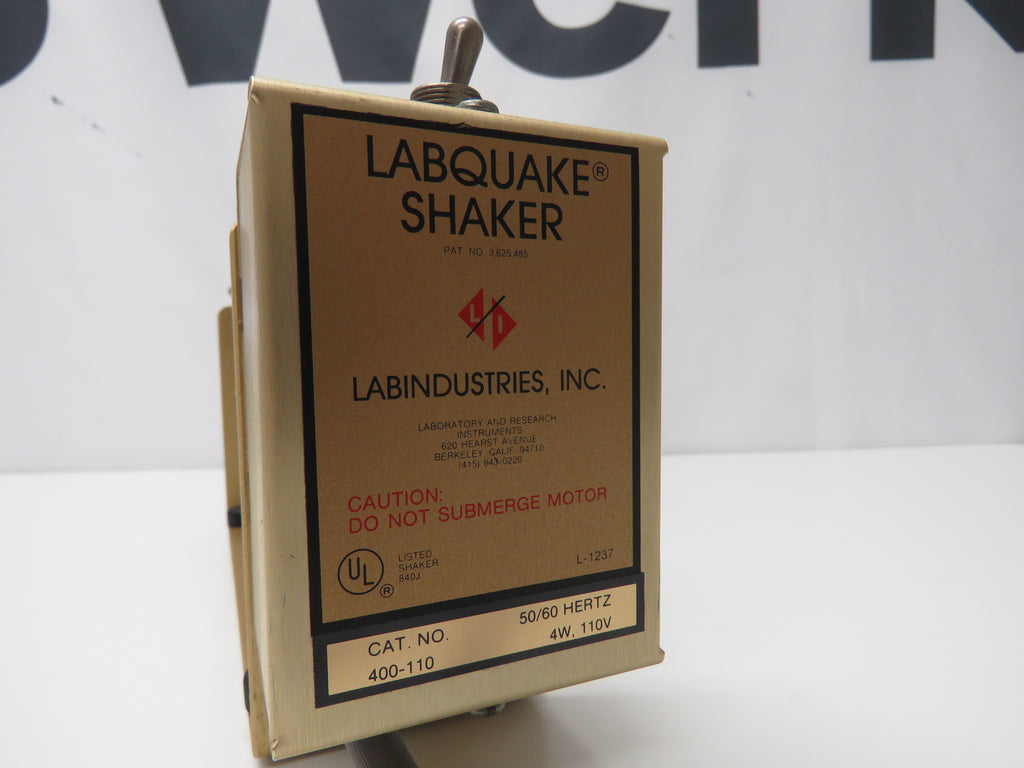 LABQUAKE®
SHAKER
PAT. NO. 3,625,485
L/I
LABINDUSTRIES, INC.
LABORATORY AND RESEARCH
INSTRUMENTS
620 HEARST AVENUE
BERKELEY, CALIF. 94710
(415) 843-0220
CAUTION:
DO NOT SUBMERGE MOTOR
UL®
LISTED
SHAKER
840J
L-1237
CAT. NO.
400-110
50/60 HERTZ
4W, 110V